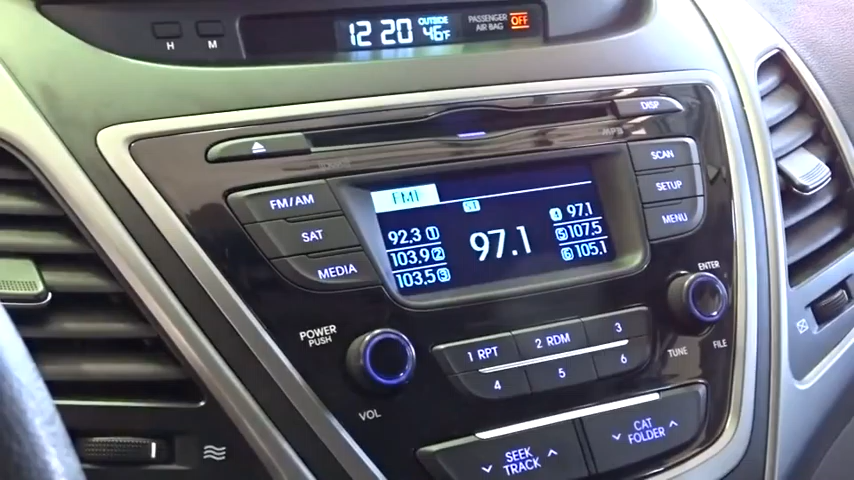 H M
12:20 OUTSIDE 46°F
PASSENGER AIR BAG OFF
DISP
MP3
SCAN
FM/AM
SETUP
SAT
MENU
MEDIA
FM1
ST
92.3 1
103.9 2
103.5 3
97.1
4 97.1
5 107.5
6 105.1
ENTER
POWER
PUSH
VOL
1 RPT
2 RDM
3
4
5
6
TUNE
FILE
SEEK
TRACK
CAT
FOLDER